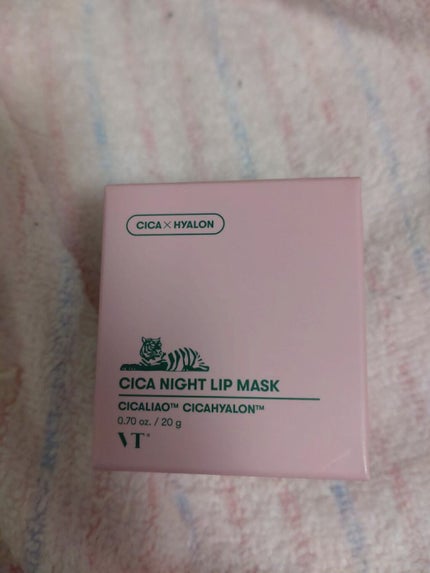 CICA×HYALON
CICA NIGHT LIP MASK
CICALIAO™ CICAHYALON™
0.70 oz. / 20 g
VT®